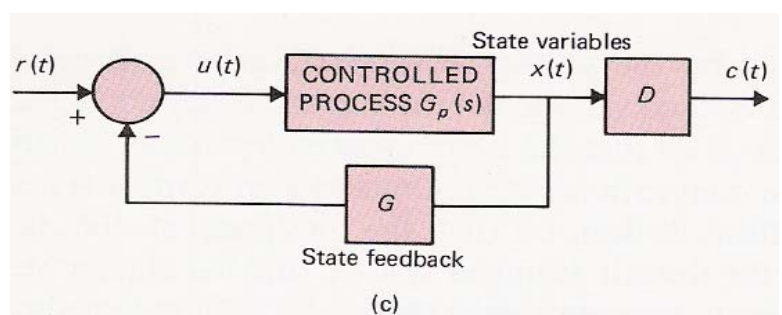 State variables
r(t)
u(t)
CONTROLLED
PROCESS Gₚ(s)
x(t)
D
c(t)
+
−
G
State feedback
(c)